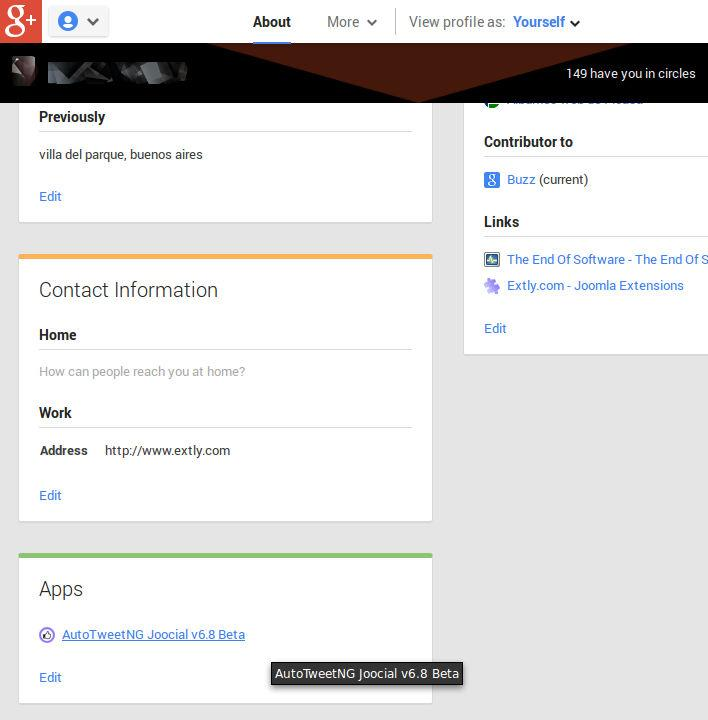 g+
About
More
View profile as: Yourself
149 have you in circles
Previously
villa del parque, buenos aires
Edit
Contributor to
Buzz (current)
Links
The End Of Software - The End Of S
Extly.com - Joomla Extensions
Edit
Contact Information
Home
How can people reach you at home?
Work
Address http://www.extly.com
Edit
Apps
AutoTweetNG Joocial v6.8 Beta
Edit
AutoTweetNG Joocial v6.8 Beta